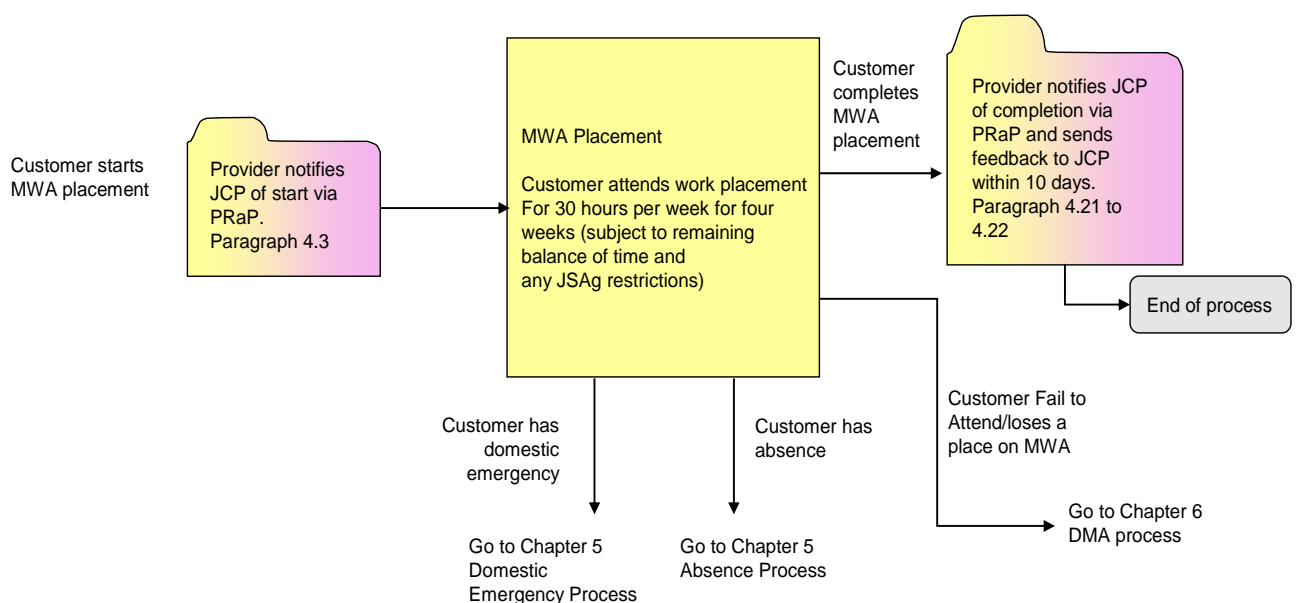 Customer starts
MWA placement
Provider notifies
JCP of start via
PRaP.
Paragraph 4.3
MWA Placement
Customer attends work placement
For 30 hours per week for four
weeks (subject to remaining
balance of time and
any JSAg restrictions)
Customer
completes
MWA
placement
Provider notifies JCP
of completion via
PRaP and sends
feedback to JCP
within 10 days.
Paragraph 4.21 to
4.22
End of process
Customer has
domestic
emergency
Customer has
absence
Customer Fail to
Attend/loses a
place on MWA
Go to Chapter 5
Domestic
Emergency Process
Go to Chapter 5
Absence Process
Go to Chapter 6
DMA process